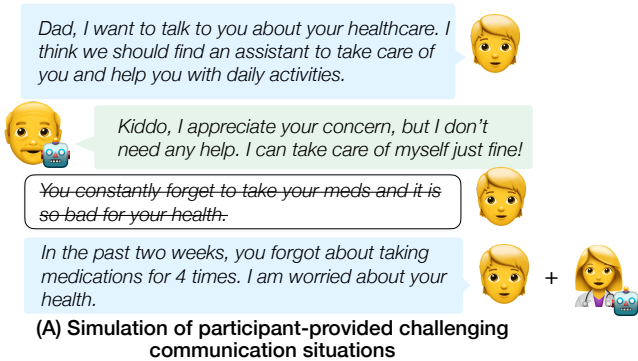 Dad, I want to talk to you about your healthcare. I
think we should find an assistant to take care of
you and help you with daily activities.
Kiddo, I appreciate your concern, but I don't
need any help. I can take care of myself just fine!
You constantly forget to take your meds and it is
so bad for your health.
In the past two weeks, you forgot about taking
medications for 4 times. I am worried about your
health.
+
(A) Simulation of participant-provided challenging
communication situations